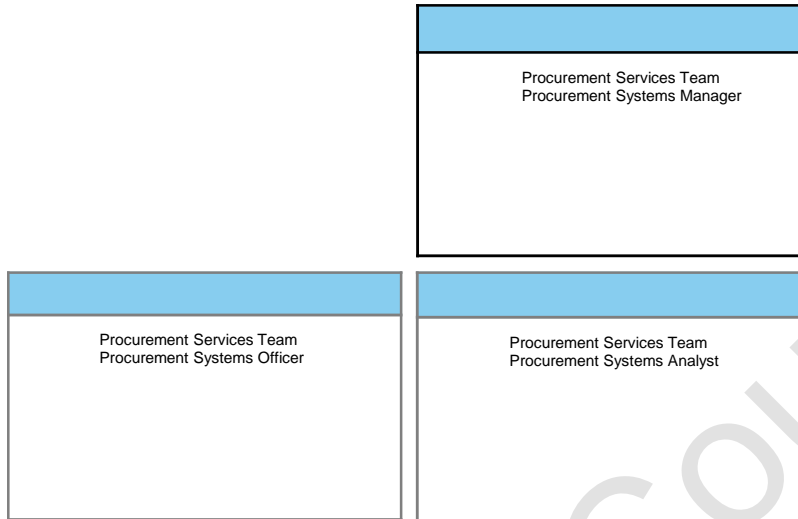 Procurement Services Team
Procurement Systems Manager
Procurement Services Team
Procurement Systems Officer
Procurement Services Team
Procurement Systems Analyst